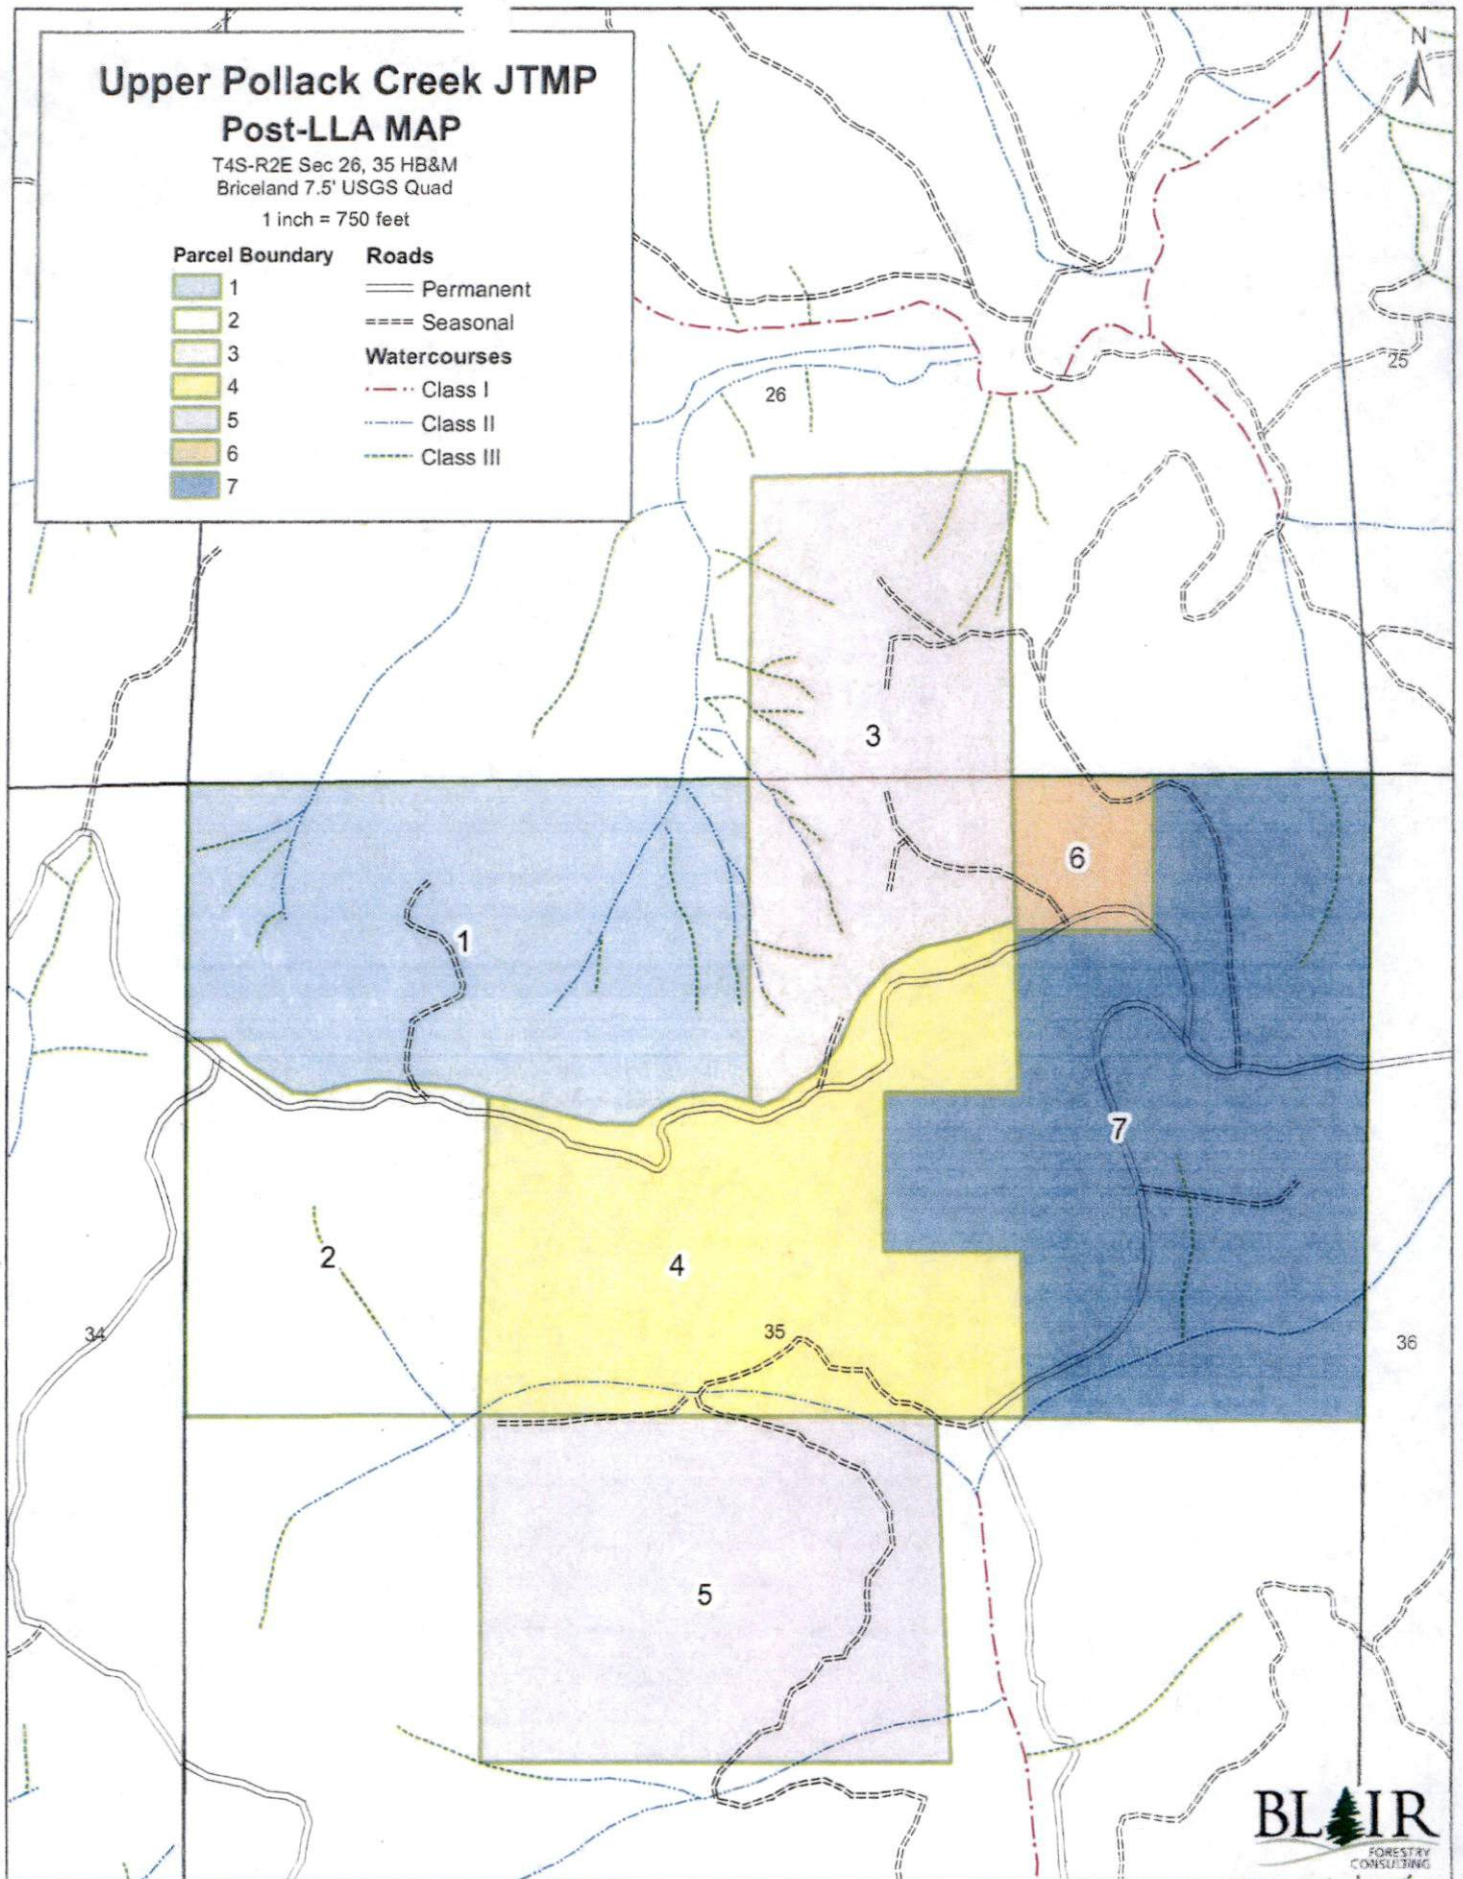 Upper Pollack Creek JTMP
Post-LLA MAP
T4S-R2E Sec 26, 35 HB&M
Briceland 7.5' USGS Quad
1 inch = 750 feet
Parcel Boundary
1
2
3
4
5
6
7
Roads
Permanent
Seasonal
Watercourses
Class I
Class II
Class III
N
25
26
3
6
1
7
2
4
34
35
36
5
BLAIR
FORESTRY
CONSULTING